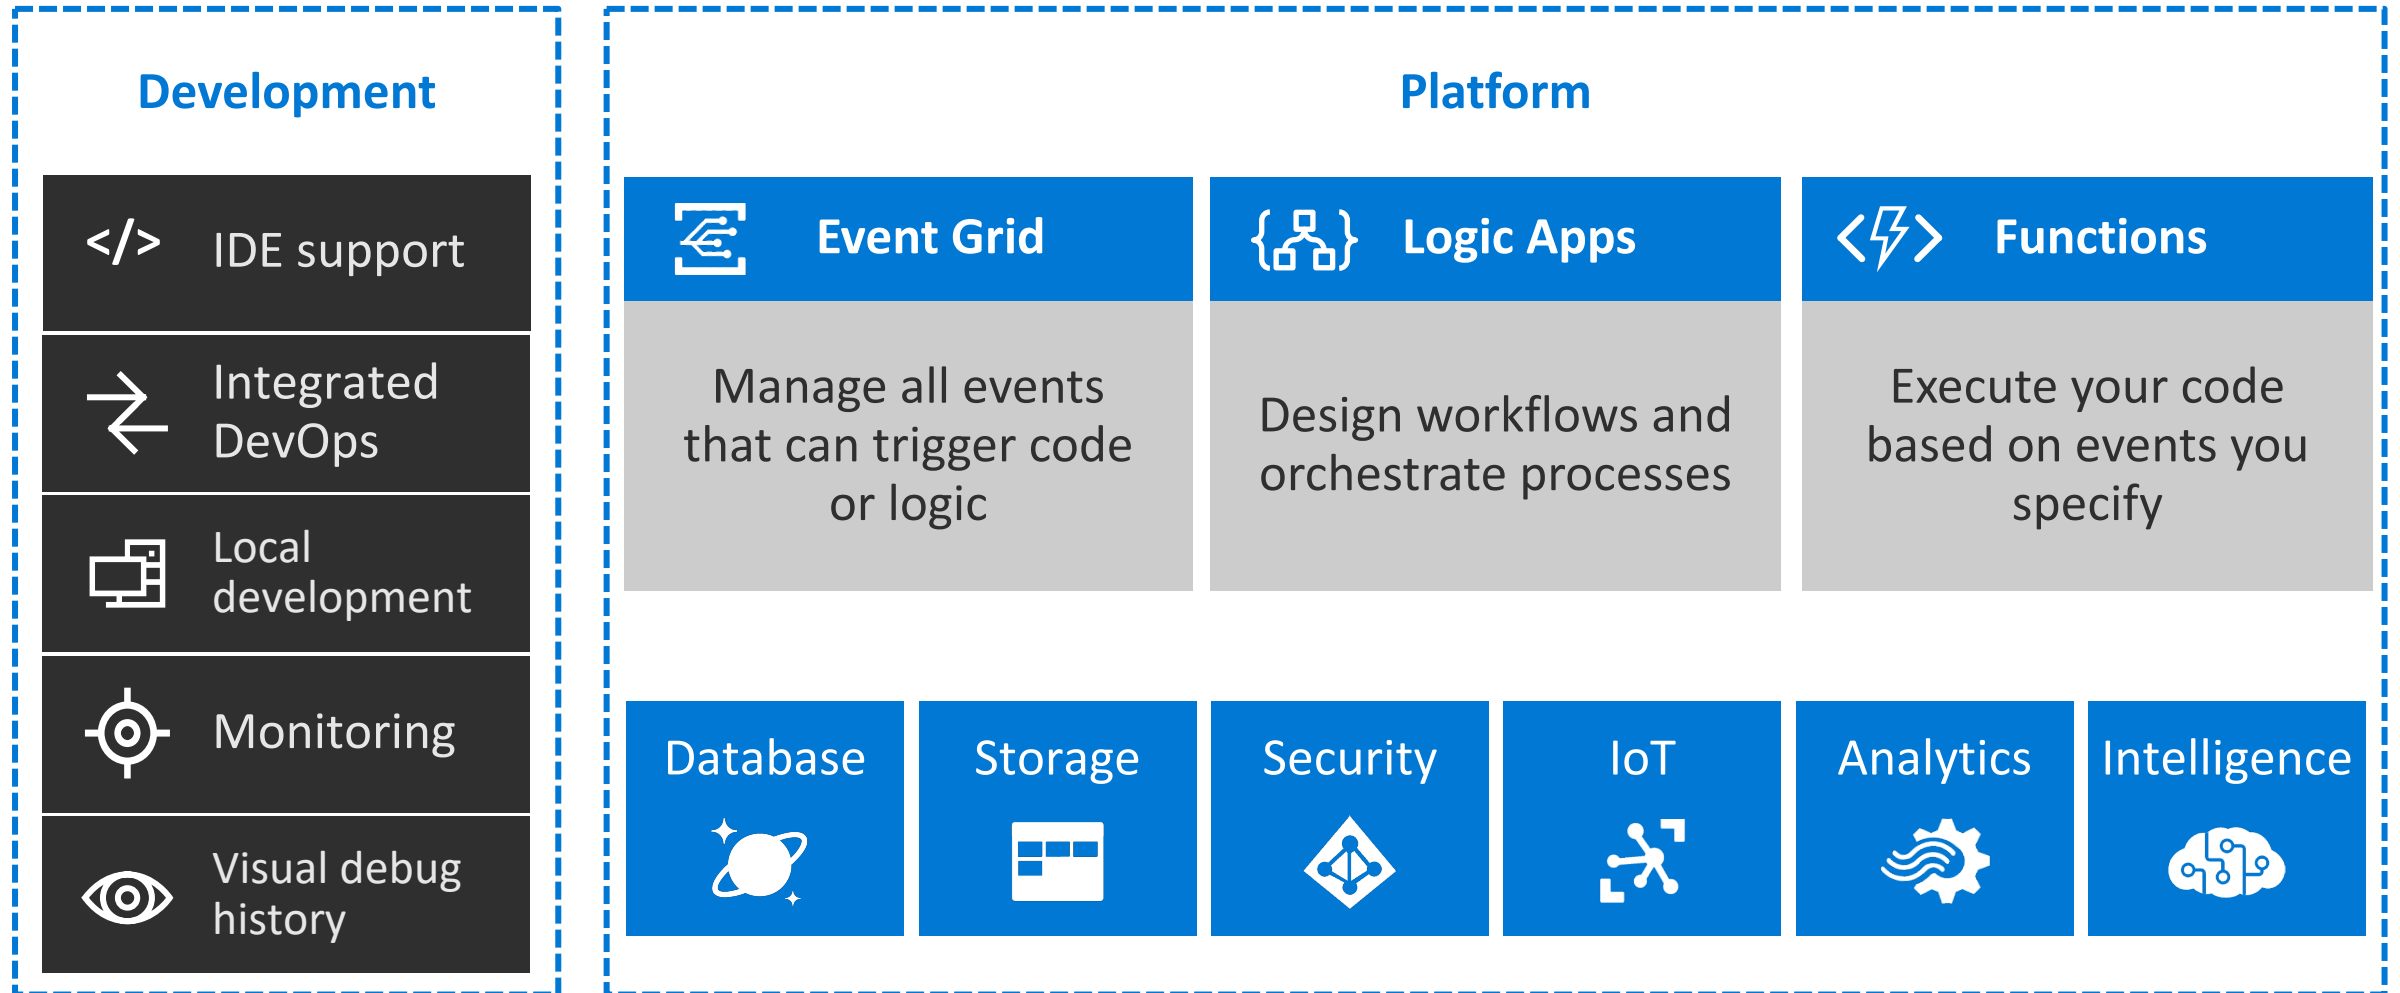 Development
</>
IDE support
Integrated
DevOps
Local
development
Monitoring
Visual debug
history
Platform
Event Grid
Manage all events
that can trigger code
or logic
Logic Apps
Design workflows and
orchestrate processes
Functions
Execute your code
based on events you
specify
Database
Storage
Security
IoT
Analytics
Intelligence